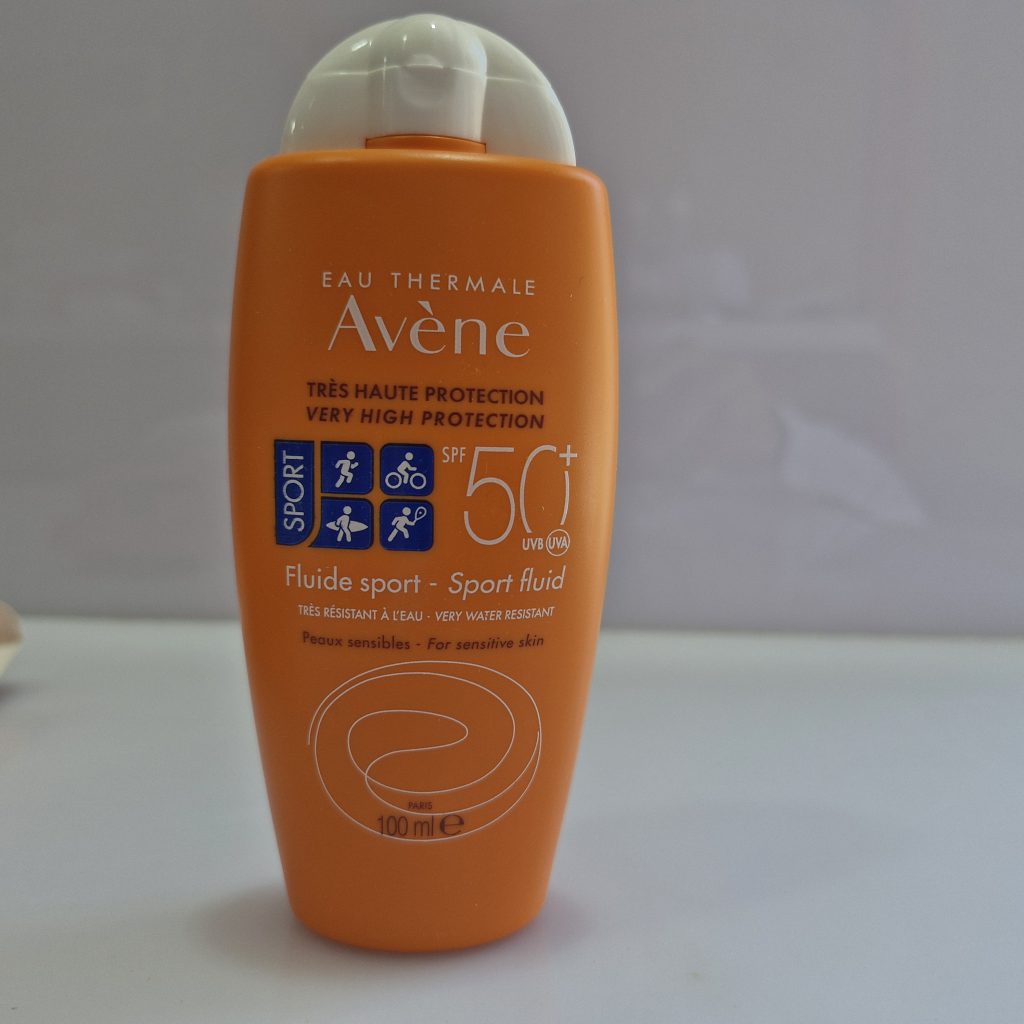 EAU THERMALE
Avène
TRÈS HAUTE PROTECTION
VERY HIGH PROTECTION
SPORT
SPF 50+
UVB UVA
Fluide sport - Sport fluid
TRÈS RÉSISTANT À L'EAU - VERY WATER RESISTANT
Peaux sensibles - For sensitive skin
PARIS
100 ml ℮